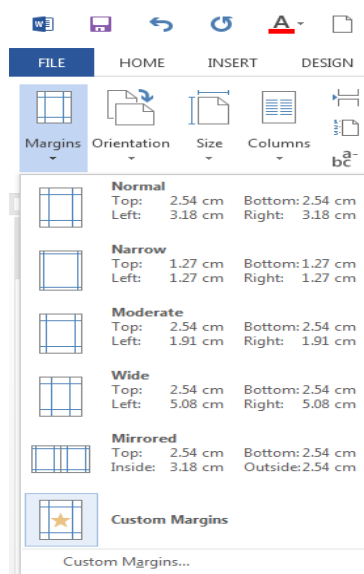 W A
FILE HOME INSERT DESIGN
Margins Orientation Size Columns
a-
bc
Normal
Top: 2.54 cm Bottom: 2.54 cm
Left: 3.18 cm Right: 3.18 cm
Narrow
Top: 1.27 cm Bottom: 1.27 cm
Left: 1.27 cm Right: 1.27 cm
Moderate
Top: 2.54 cm Bottom: 2.54 cm
Left: 1.91 cm Right: 1.91 cm
Wide
Top: 2.54 cm Bottom: 2.54 cm
Left: 5.08 cm Right: 5.08 cm
Mirrored
Top: 2.54 cm Bottom: 2.54 cm
Inside: 3.18 cm Outside: 2.54 cm
Custom Margins
Custom Margins...